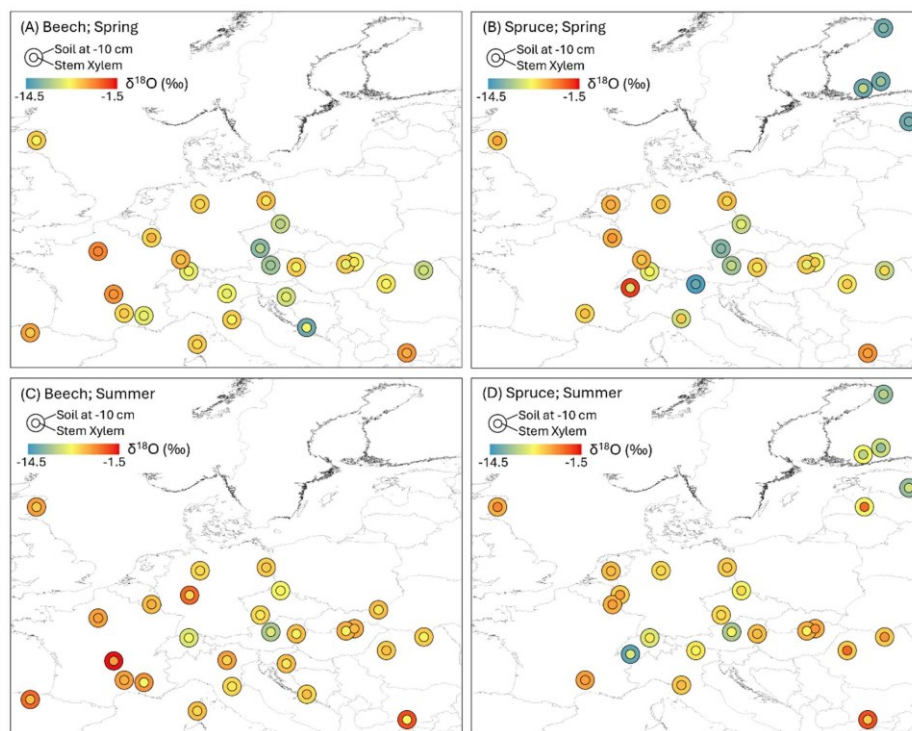 (A) Beech; Spring
Soil at -10 cm
Stem Xylem
δ¹⁸O (‰)
-14.5 -1.5
(B) Spruce; Spring
Soil at -10 cm
Stem Xylem
δ¹⁸O (‰)
-14.5 -1.5
(C) Beech; Summer
Soil at -10 cm
Stem Xylem
δ¹⁸O (‰)
-14.5 -1.5
(D) Spruce; Summer
Soil at -10 cm
Stem Xylem
δ¹⁸O (‰)
-14.5 -1.5